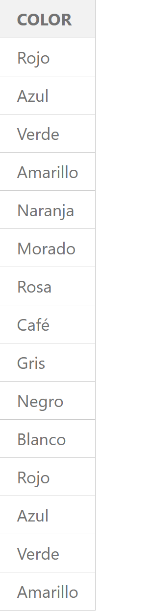 COLOR
Rojo
Azul
Verde
Amarillo
Naranja
Morado
Rosa
Café
Gris
Negro
Blanco
Rojo
Azul
Verde
Amarillo